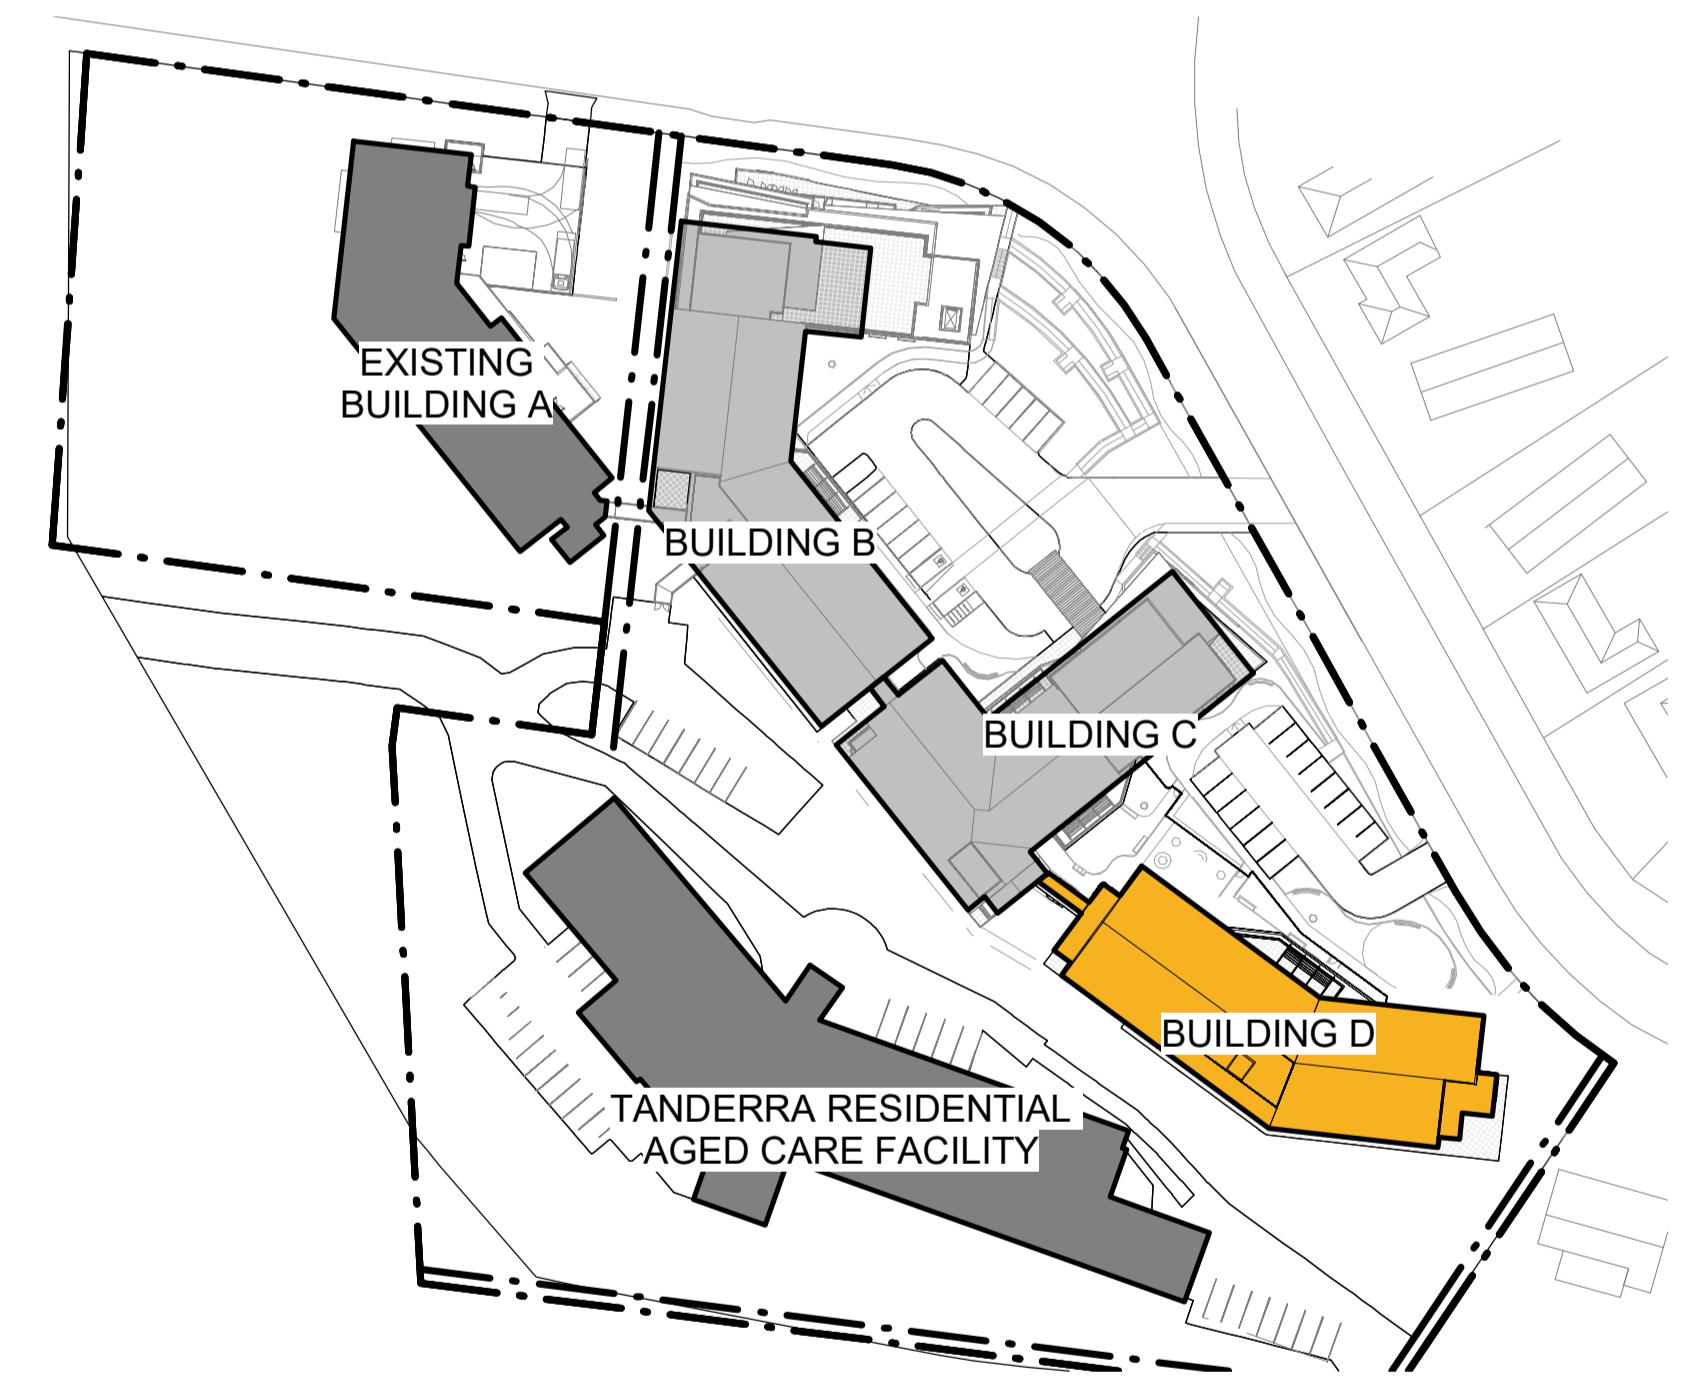 EXISTING
BUILDING A
BUILDING B
BUILDING C
BUILDING D
TANDERRA RESIDENTIAL
AGED CARE FACILITY